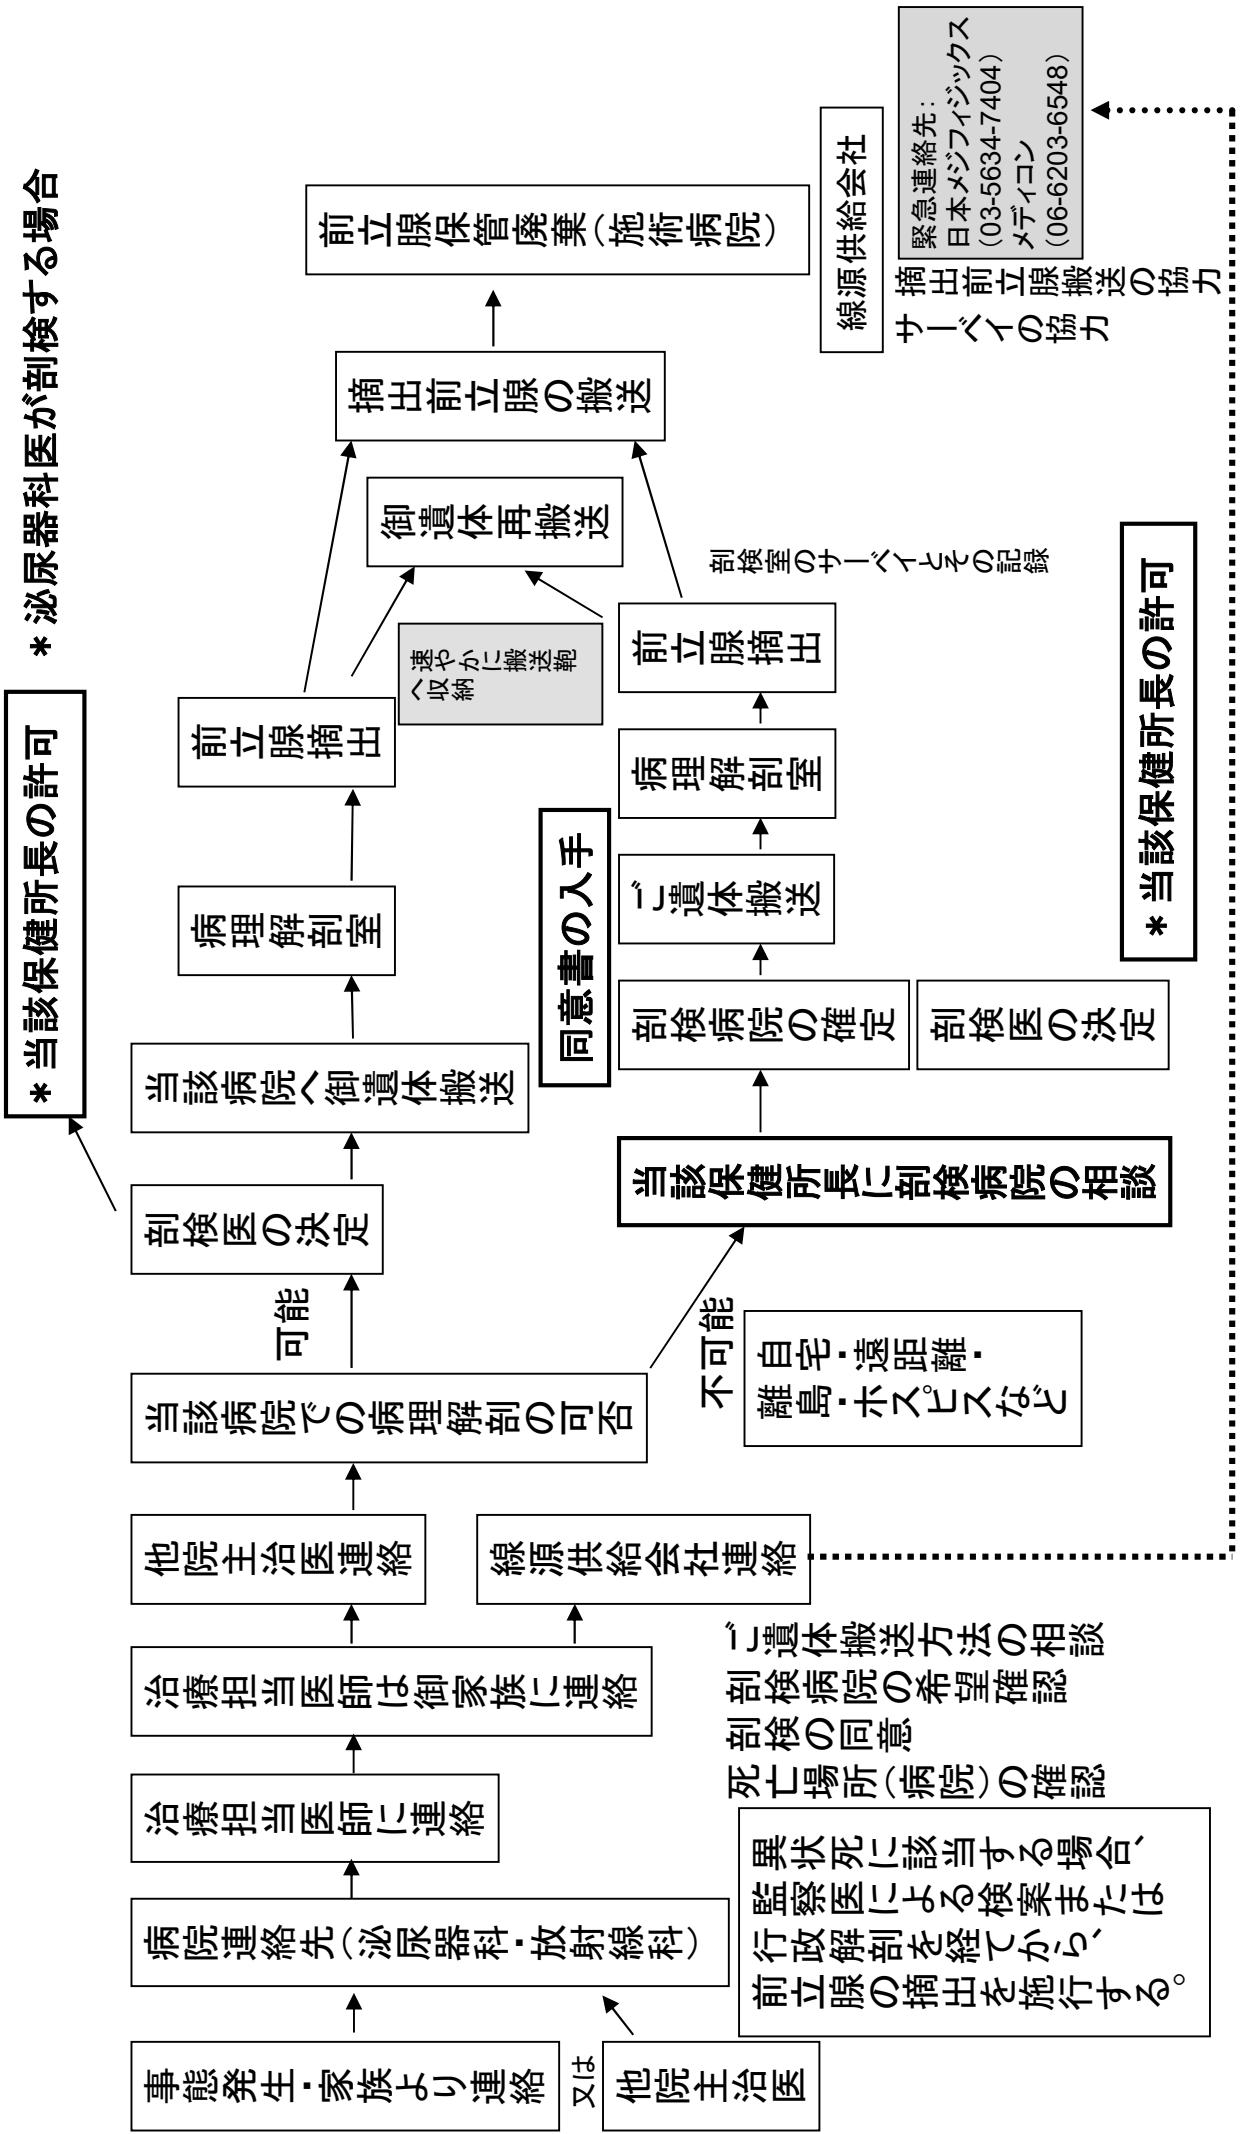 事態発生・家族より連絡
又は
他院主治医
病院連絡先(泌尿器科・放射線科)
治療担当医師に連絡
異状死に該当する場合、
監察医による検案または
行政解剖を経てから、
前立腺の摘出を施行する。
治療担当医師は御家族に連絡
ご遺体搬送方法の相談
剖検病院の希望確認
剖検の同意
死亡場所(病院)の確認
他院主治医連絡
線源供給会社連絡
当該病院での病理解剖の可否
可能
不可能
自宅・遠距離・
離島・ホスピスなど
剖検医の決定
*当該保健所長の許可
*泌尿器科医が剖検する場合
当該病院へ御遺体搬送
病理解剖室
前立腺摘出
当該保健所長に剖検病院の相談
同意書の入手
剖検病院の確定
剖検医の決定
ご遺体搬送
病理解剖室
前立腺摘出
*当該保健所長の許可
速やかに搬送鞄
へ収納
剖検室のサーベイとその記録
御遺体再搬送
摘出前立腺の搬送
前立腺保管廃棄(施術病院)
線源供給会社
緊急連絡先:
日本メジフィジックス
(03-5634-7404)
メディコン
(06-6203-6548)
摘出前立腺搬送の協力
サーベイの協力